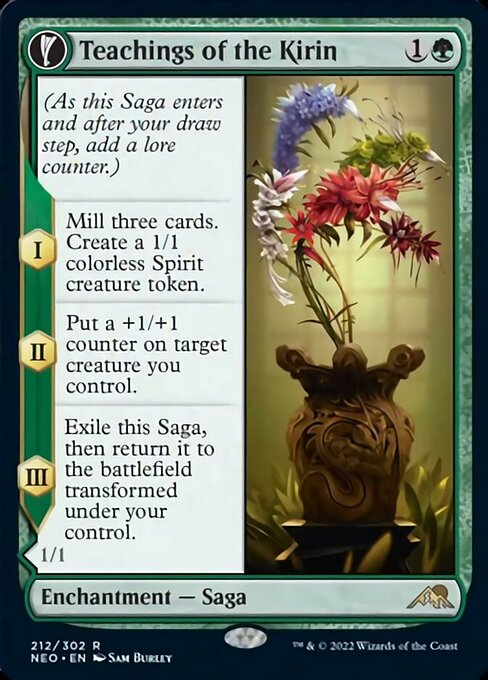 Teachings of the Kirin 1
(As this Saga enters
and after your draw
step, add a lore
counter.)
I
Mill three cards.
Create a 1/1
colorless Spirit
creature token.
II
Put a +1/+1
counter on target
creature you
control.
III
Exile this Saga,
then return it to
the battlefield
transformed
under your
control.
1/1
Enchantment — Saga
212/302 R
NEO • EN Sam Burley
™ & © 2022 Wizards of the Coast